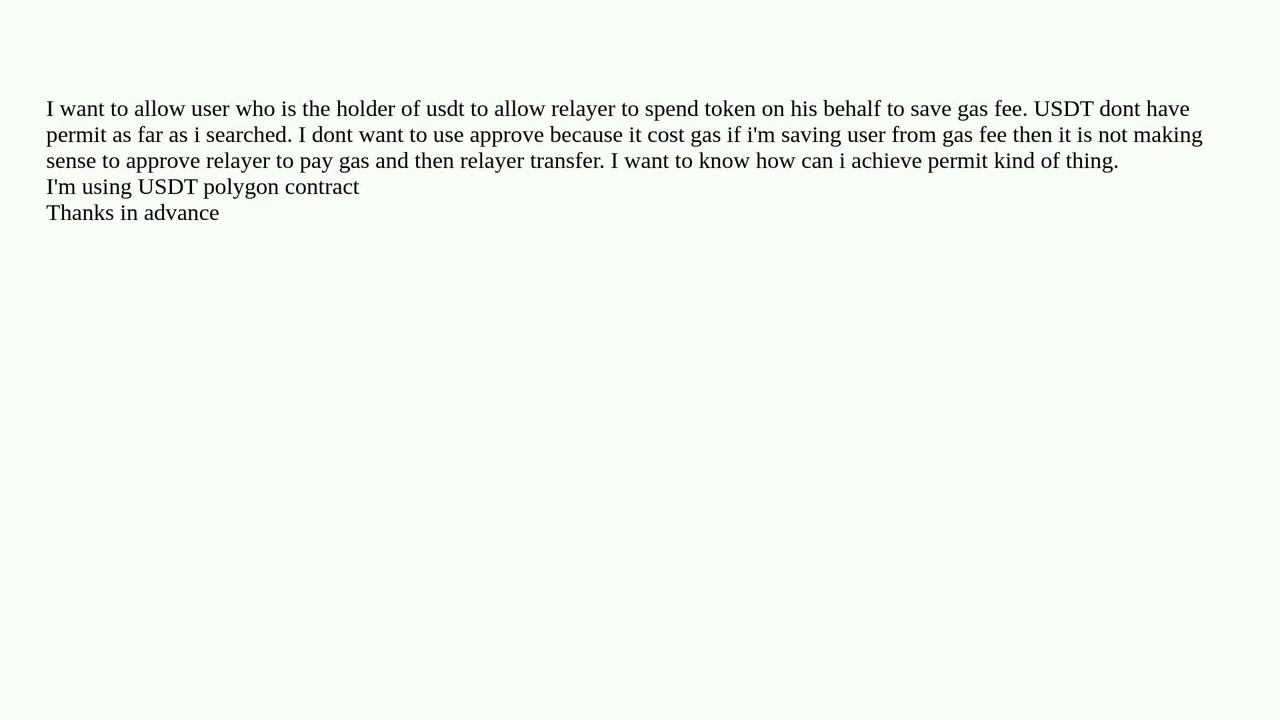 I want to allow user who is the holder of usdt to allow relayer to spend token on his behalf to save gas fee. USDT dont have
permit as far as i searched. I dont want to use approve because it cost gas if i'm saving user from gas fee then it is not making
sense to approve relayer to pay gas and then relayer transfer. I want to know how can i achieve permit kind of thing.
I'm using USDT polygon contract
Thanks in advance